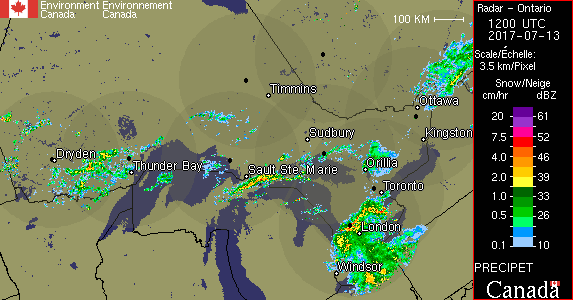 Environment Environnement
Canada Canada
100 KM
Timmins
Ottawa
Sudbury
Kingston
Dryden
Thunder Bay
Sault Ste. Marie
Orillia
Toronto
London
Windsor
Radar - Ontario
1200 UTC
2017-07-13
Scale/Échelle:
3.5 km/Pixel
Snow/Neige
cm/hr dBZ
20 61
7.5 57
5.0 52
4.0 46
2.0 39
1.0 33
0.5 26
0.1 10
PRECIPET
Canada